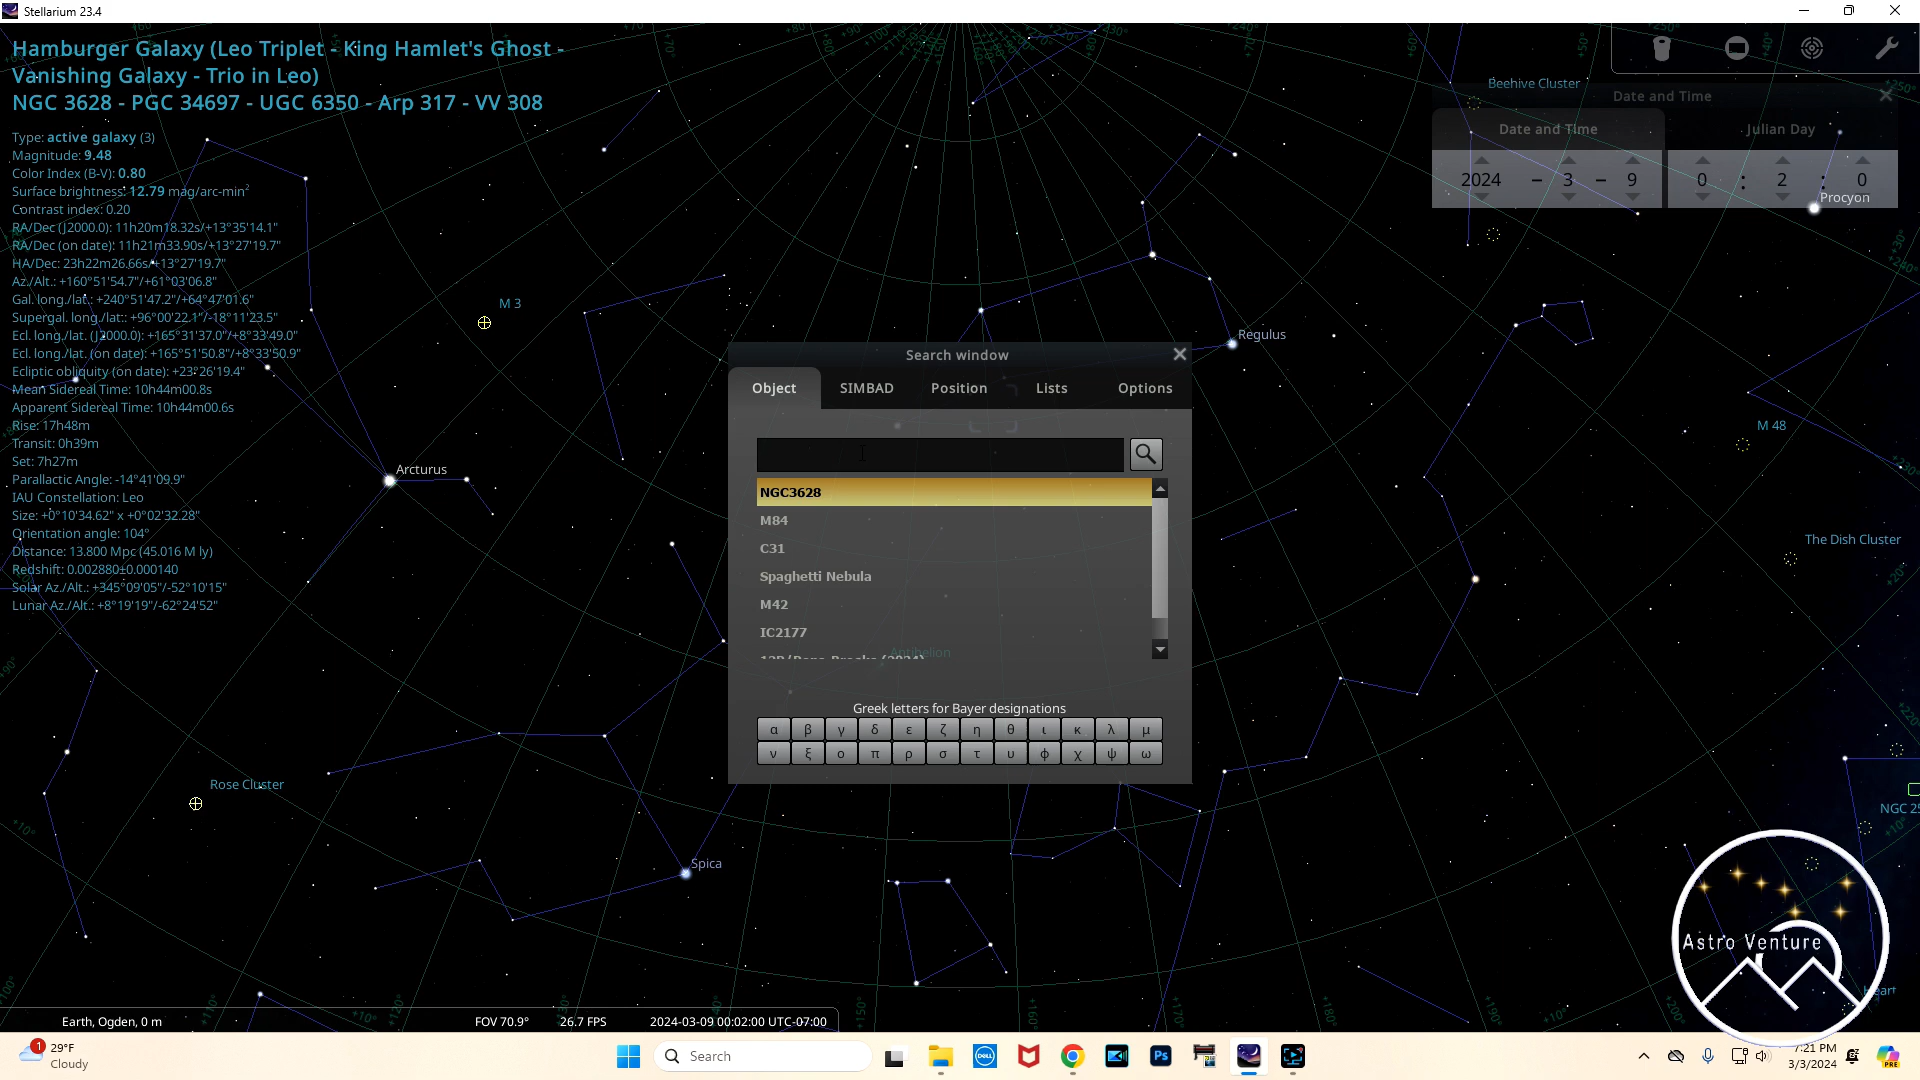 Stellarium 23.4
Hamburger Galaxy (Leo Triplet - King Hamlet's Ghost -
Vanishing Galaxy - Trio in Leo)
NGC 3628 - PGC 34697 - UGC 6350 - Arp 317 - VV 308
Type: active galaxy (3)
Magnitude: 9.48
Color Index (B-V): 0.80
Surface brightness: 12.79 mag/arc-min²
Contrast index: 0.20
RA/Dec (J2000.0): 11h20m18.32s/+13°35'14.1"
RA/Dec (on date): 11h21m33.90s/+13°27'19.7"
HA/Dec: 23h22m26.66s/+13°27'19.7"
Az./Alt.: +160°51'54.7"/+61°03'06.8"
Gal. long./lat.: +240°51'47.2"/+64°47'01.6"
Supergal. long./lat.: +96°00'22.1"/-18°11'23.5"
Ecl. long./lat. (J2000.0): +165°31'37.0"/+8°33'49.0"
Ecl. long./lat. (on date): +165°51'50.8"/+8°33'50.9"
Ecliptic obliquity (on date): +23°26'19.4"
Mean Sidereal Time: 10h44m00.8s
Apparent Sidereal Time: 10h44m00.6s
Rise: 17h48m
Transit: 0h39m
Set: 7h27m
Parallactic Angle: -14°41'09.9"
IAU Constellation: Leo
Size: +0°10'34.62" x +0°02'32.28"
Orientation angle: 104°
Distance: 13.800 Mpc (45.016 M ly)
Redshift: 0.002880±0.000140
Solar Az./Alt.: +345°09'05"/-52°10'15"
Lunar Az./Alt.: +8°19'19"/-62°24'52"
Beehive Cluster
Date and Time
Date and Time
Julian Day
2024 – 3 – 9
0 : 2 : 0
Procyon
M 3
Regulus
Arcturus
M 48
The Dish Cluster
Search window
Object
SIMBAD
Position
Lists
Options
NGC3628
M84
C31
Spaghetti Nebula
M42
IC2177
Antihelion
Greek letters for Bayer designations
α β γ δ ε ζ η θ ι κ λ μ
ν ξ ο π ρ σ τ υ φ χ ψ ω
Rose Cluster
Spica
NGC 25
Astro Venture
Heart
Earth, Ogden, 0 m
FOV 70.9°
26.7 FPS
2024-03-09 00:02:00 UTC-07:00
1
29°F
Cloudy
Search
DELL
Ps
7:21 PM
3/3/2024
PRE